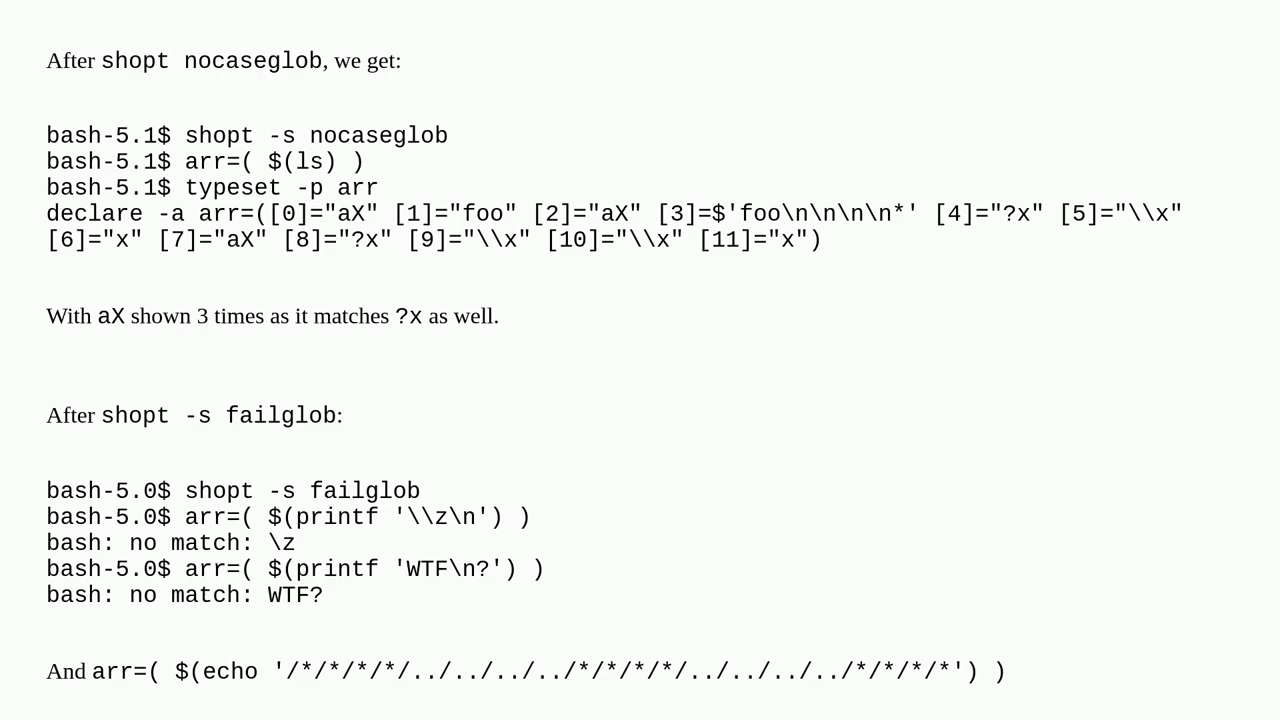 After shopt nocaseglob, we get:
bash-5.1$ shopt -s nocaseglob
bash-5.1$ arr=( $(ls) )
bash-5.1$ typeset -p arr
declare -a arr=([0]="aX" [1]="foo" [2]="aX" [3]=$'foo\n\n\n\n*' [4]="?x" [5]="\\x"
[6]="x" [7]="aX" [8]="?x" [9]="\\x" [10]="\\x" [11]="x")
With aX shown 3 times as it matches ?x as well.
After shopt -s failglob:
bash-5.0$ shopt -s failglob
bash-5.0$ arr=( $(printf '\\z\n') )
bash: no match: \z
bash-5.0$ arr=( $(printf 'WTF\n?') )
bash: no match: WTF?
And arr=( $(echo '/*/*/*/*/../../../../*/*/*/*/../../../../*/*/*/*') )